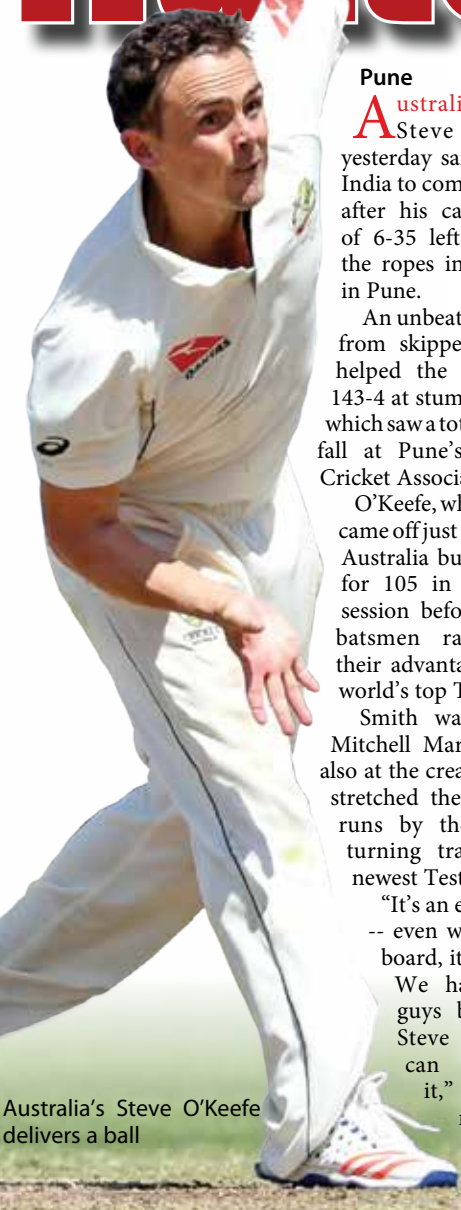 QANTAS
Pune
Australi
Steve
yesterday sa
India to com
after his ca
of 6-35 left
the ropes in
in Pune.
An unbeat
from skippe
helped the
143-4 at stum
which saw a tot
fall at Pune's
Cricket Associa
O'Keefe, wh
came off just
Australia bu
for 105 in
session befo
batsmen ra
their advanta
world's top T
Smith wa
Mitchell Mar
also at the crea
stretched the
runs by the
turning tra
newest Test
"It's an e
-- even w
board, it
We ha
guys b
Steve
can
it,"
Australia's Steve O'Keefe
delivers a ball